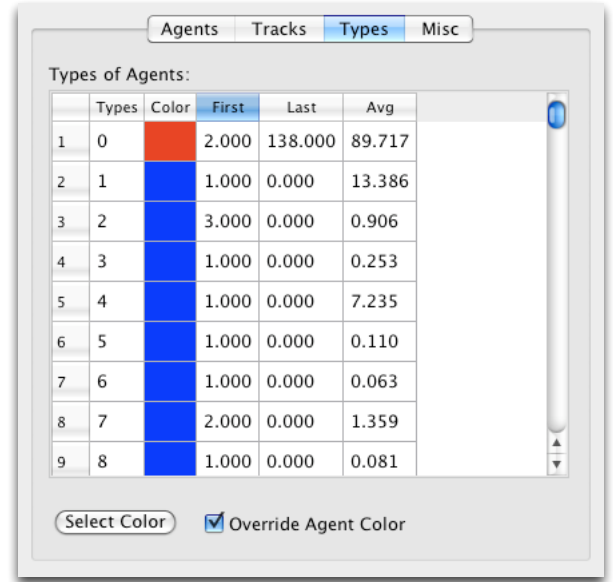 Agents Tracks Types Misc
Types of Agents:
Types Color First Last Avg
1 0 2.000 138.000 89.717
2 1 1.000 0.000 13.386
3 2 3.000 0.000 0.906
4 3 1.000 0.000 0.253
5 4 1.000 0.000 7.235
6 5 1.000 0.000 0.110
7 6 1.000 0.000 0.063
8 7 2.000 0.000 1.359
9 8 1.000 0.000 0.081
Select Color Override Agent Color